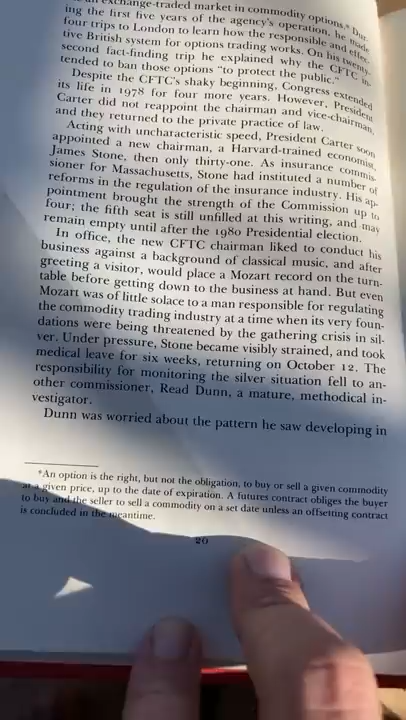 an exchange-traded market in commodity options.* Dur-
ing the first five years of the agency's operation, he made
four trips to London to learn how the responsible and effec-
tive British system for options trading works. On his twenty-
second fact-finding trip he explained why the CFTC in-
tended to ban those options "to protect the public."
Despite the CFTC's shaky beginning, Congress extended
its life in 1978 for four more years. However, President
Carter did not reappoint the chairman and vice-chairman,
and they returned to the private practice of law.
Acting with uncharacteristic speed, President Carter soon
appointed a new chairman, a Harvard-trained economist,
James Stone, then only thirty-one. As insurance commis-
sioner for Massachusetts, Stone had instituted a number of
reforms in the regulation of the insurance industry. His ap-
pointment brought the strength of the Commission up to
four; the fifth seat is still unfilled at this writing, and may
remain empty until after the 1980 Presidential election.
In office, the new CFTC chairman liked to conduct his
business against a background of classical music, and after
greeting a visitor, would place a Mozart record on the turn-
table before getting down to the business at hand. But even
Mozart was of little solace to a man responsible for regulating
the commodity trading industry at a time when its very foun-
dations were being threatened by the gathering crisis in sil-
ver. Under pressure, Stone became visibly strained, and took
medical leave for six weeks, returning on October 12. The
responsibility for monitoring the silver situation fell to an-
other commissioner, Read Dunn, a mature, methodical in-
vestigator.
Dunn was worried about the pattern he saw developing in
*An option is the right, but not the obligation, to buy or sell a given commodity
at a given price, up to the date of expiration. A futures contract obliges the buyer
to buy and the seller to sell a commodity on a set date unless an offsetting contract
is concluded in the meantime.
20